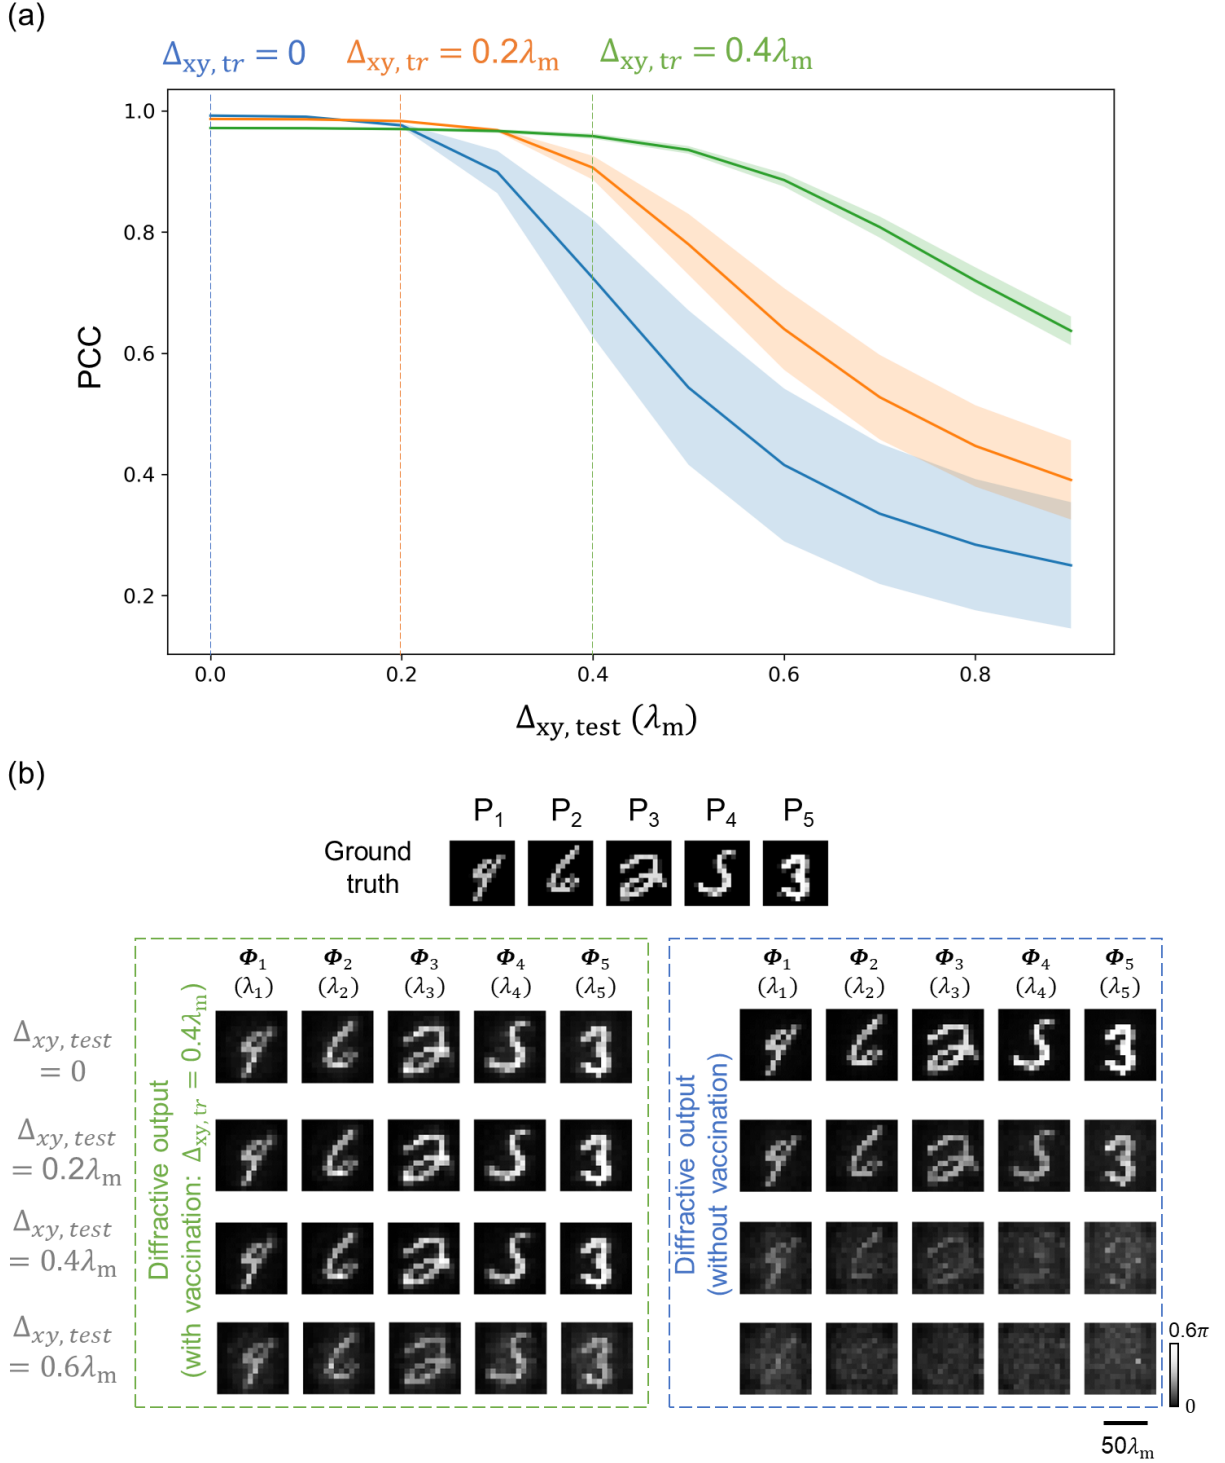 (a)
Δxy, tr = 0 Δxy, tr = 0.2λm Δxy, tr = 0.4λm
1.0
0.8
0.6
0.4
0.2
PCC
0.0 0.2 0.4 0.6 0.8
Δxy, test (λm)
(b)
P1 P2 P3 P4 P5
Ground
truth
Diffractive output
(with vaccination: Δxy, tr = 0.4λm)
Φ1 Φ2 Φ3 Φ4 Φ5
(λ1) (λ2) (λ3) (λ4) (λ5)
Diffractive output
(without vaccination)
Φ1 Φ2 Φ3 Φ4 Φ5
(λ1) (λ2) (λ3) (λ4) (λ5)
Δxy, test
= 0
Δxy, test
= 0.2λm
Δxy, test
= 0.4λm
Δxy, test
= 0.6λm
0.6π
0
50λm